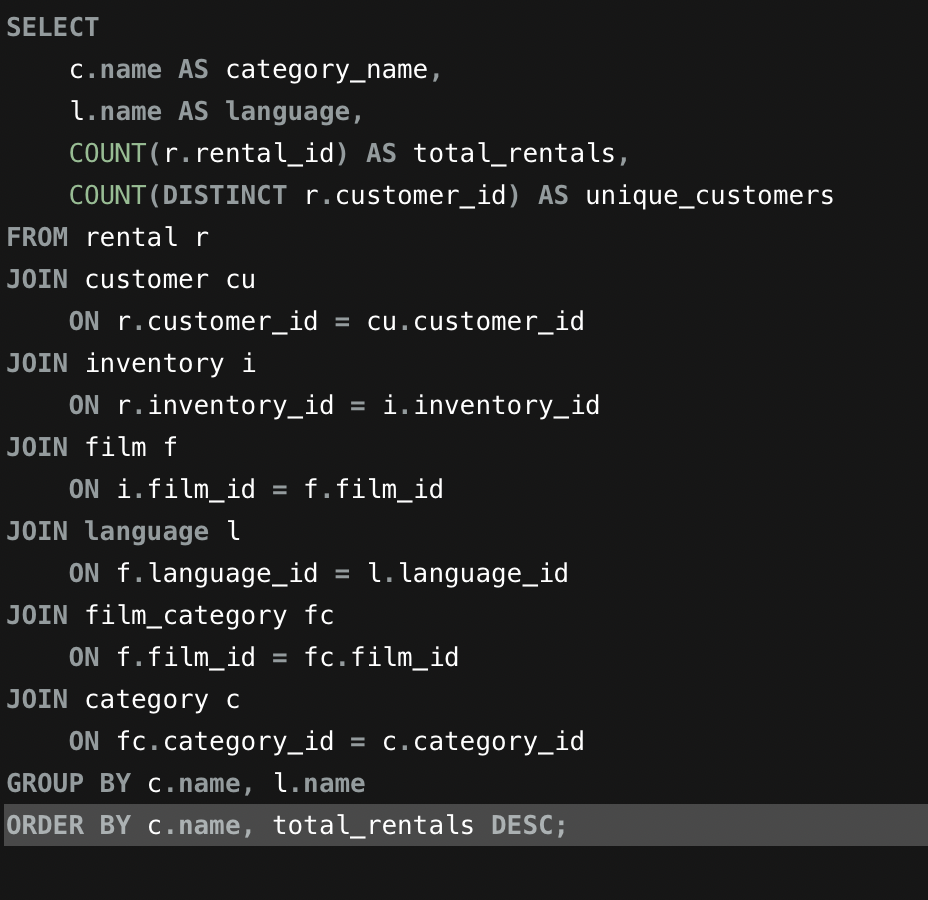 SELECT
    c.name AS category_name,
    l.name AS language,
    COUNT(r.rental_id) AS total_rentals,
    COUNT(DISTINCT r.customer_id) AS unique_customers
FROM rental r
JOIN customer cu
    ON r.customer_id = cu.customer_id
JOIN inventory i
    ON r.inventory_id = i.inventory_id
JOIN film f
    ON i.film_id = f.film_id
JOIN language l
    ON f.language_id = l.language_id
JOIN film_category fc
    ON f.film_id = fc.film_id
JOIN category c
    ON fc.category_id = c.category_id
GROUP BY c.name, l.name
ORDER BY c.name, total_rentals DESC;